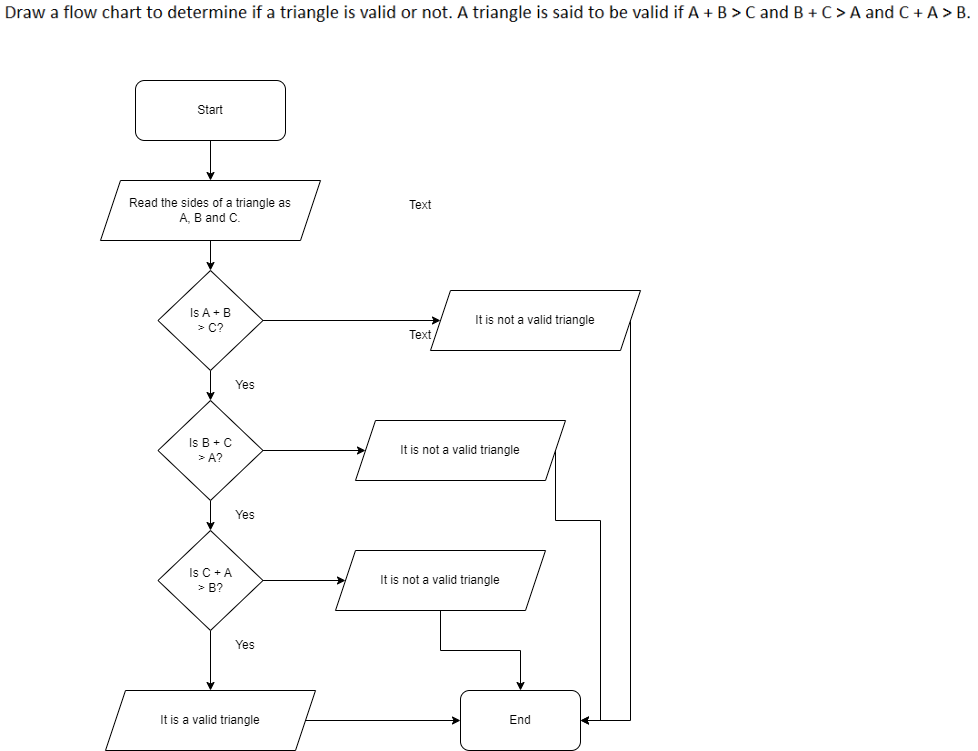 Draw a flow chart to determine if a triangle is valid or not. A triangle is said to be valid if A + B > C and B + C > A and C + A > B.
Start
Read the sides of a triangle as
A, B and C.
Text
Is A + B
> C?
It is not a valid triangle
Text
Yes
Is B + C
> A?
It is not a valid triangle
Yes
Is C + A
> B?
It is not a valid triangle
Yes
It is a valid triangle
End